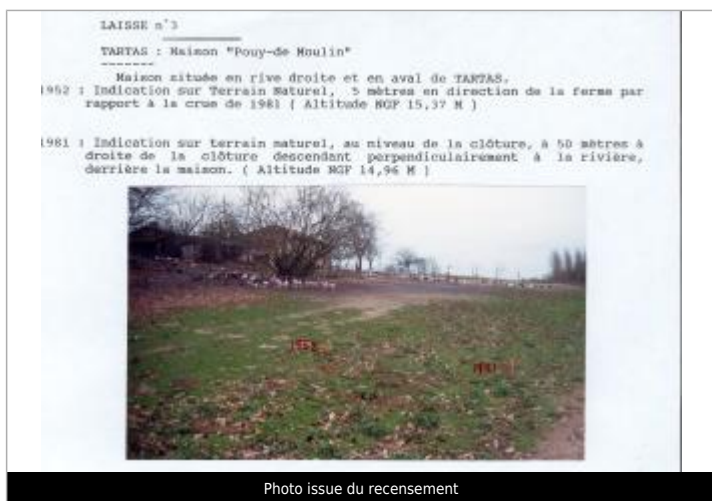 LAISSE n°3
TARTAS : Maison "Pouy-de Moulin"
Maison située en rive droite et en aval de TARTAS.
1952 : Indication sur Terrain Naturel, 5 mètres en direction de la ferme par
rapport à la crue de 1981 ( Altitude NGF 15,37 M )
1981 : Indication sur terrain naturel, au niveau de la clôture, à 50 mètres à
droite de la clôture descendant perpendiculairement à la rivière,
derrière la maison. ( Altitude NGF 14,96 M )
Photo issue du recensement